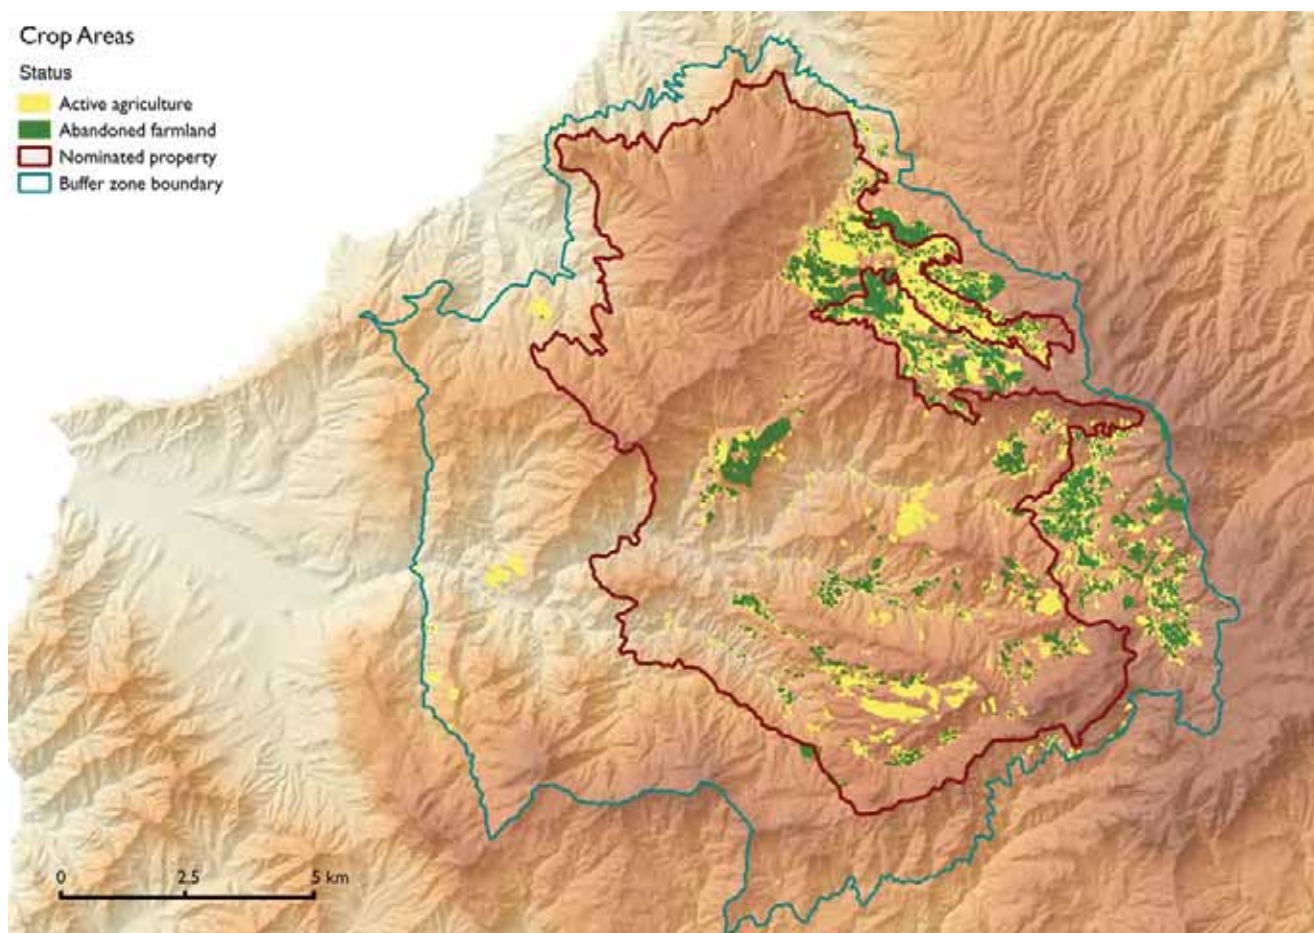 Crop Areas
Status
Active agriculture
Abandoned farmland
Nominated property
Buffer zone boundary
0 2.5 5 km